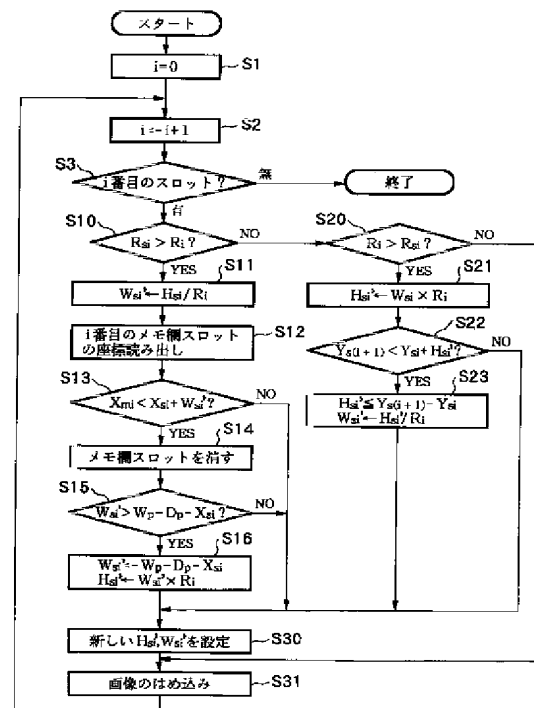 スタート
i=0
S1
i←i+1
S2
S3
i番目のスロット?
無
終了
有
S10
Rsi > Ri ?
NO
YES
S20
Ri > Rsi ?
NO
YES
S11
Wsi'← Hsi / Ri
S21
Hsi'← Wsi × Ri
i番目のメモ欄スロット
の座標読み出し
S12
S22
Ys(i+1) < Ysi + Hsi' ?
NO
YES
S13
Xmi < Xsi + Wsi' ?
NO
YES
S23
Hsi' ≦ Ys(i+1) − Ysi
Wsi'← Hsi'/ Ri
S14
メモ欄スロットを消す
S15
Wsi' > Wp − Dp − Xsi ?
NO
YES
S16
Wsi'← Wp − Dp − Xsi
Hsi'← Wsi' × Ri
新しい Hsi', Wsi' を設定
S30
画像のはめ込み
S31